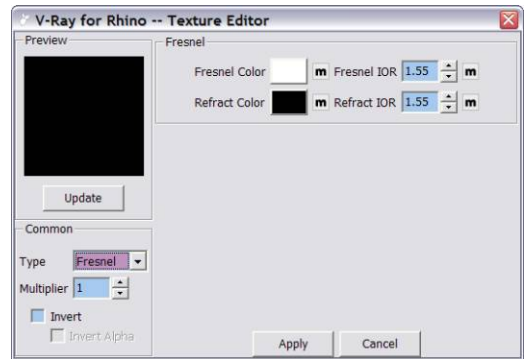 V-Ray for Rhino -- Texture Editor
Preview
Update
Common
Type Fresnel
Multiplier 1
Invert
Invert Alpha
Fresnel
Fresnel Color m Fresnel IOR 1.55 m
Refract Color m Refract IOR 1.55 m
Apply Cancel